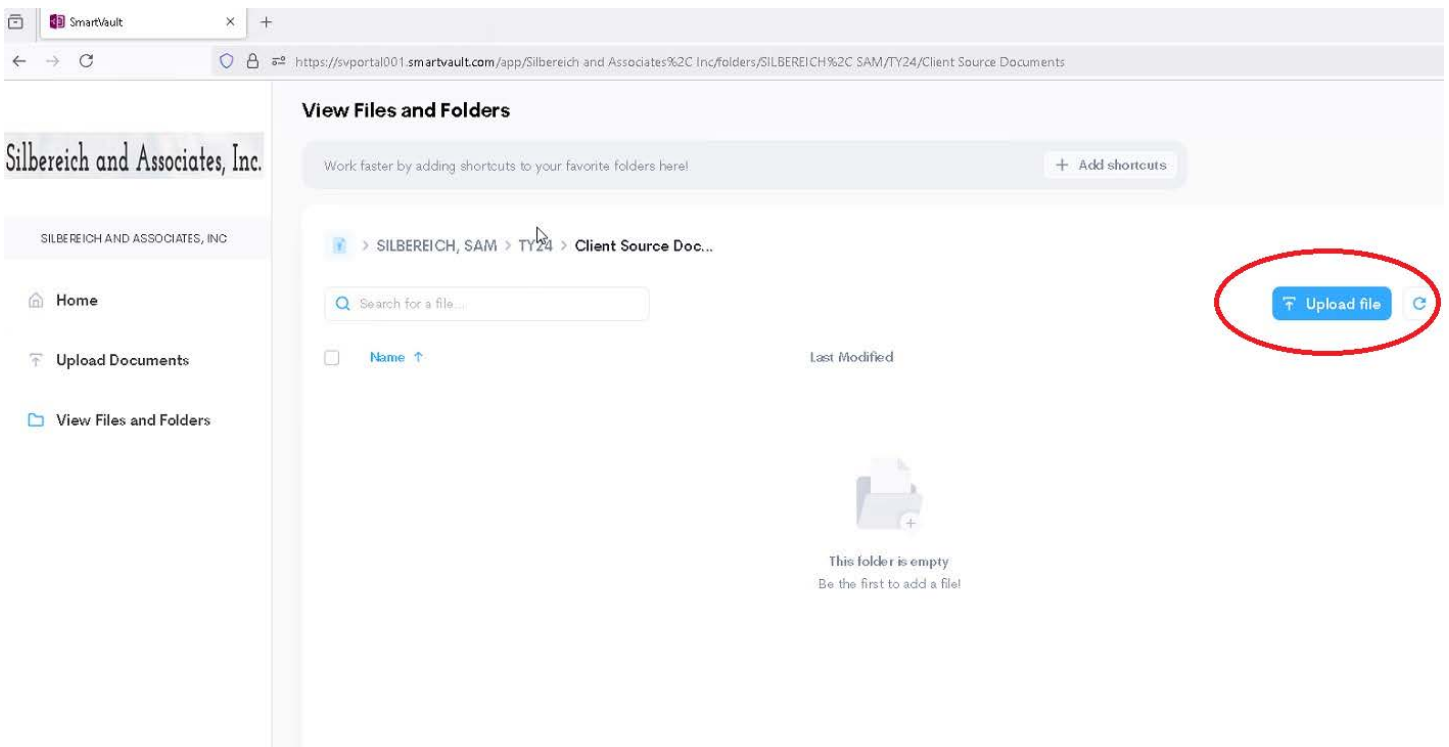 SmartVault
https://svportal001.smartvault.com/app/Silbereich and Associates%2C Inc/folders/SILBEREICH%2C SAM/TY24/Client Source Documents
View Files and Folders
Silbereich and Associates, Inc.
Work faster by adding shortcuts to your favorite folders here!
+ Add shortcuts
SILBEREICH AND ASSOCIATES, INC
> SILBEREICH, SAM > TY24 > Client Source Doc...
Home
Search for a file...
Upload file
Upload Documents
Name ↑
Last Modified
View Files and Folders
This folder is empty
Be the first to add a file!